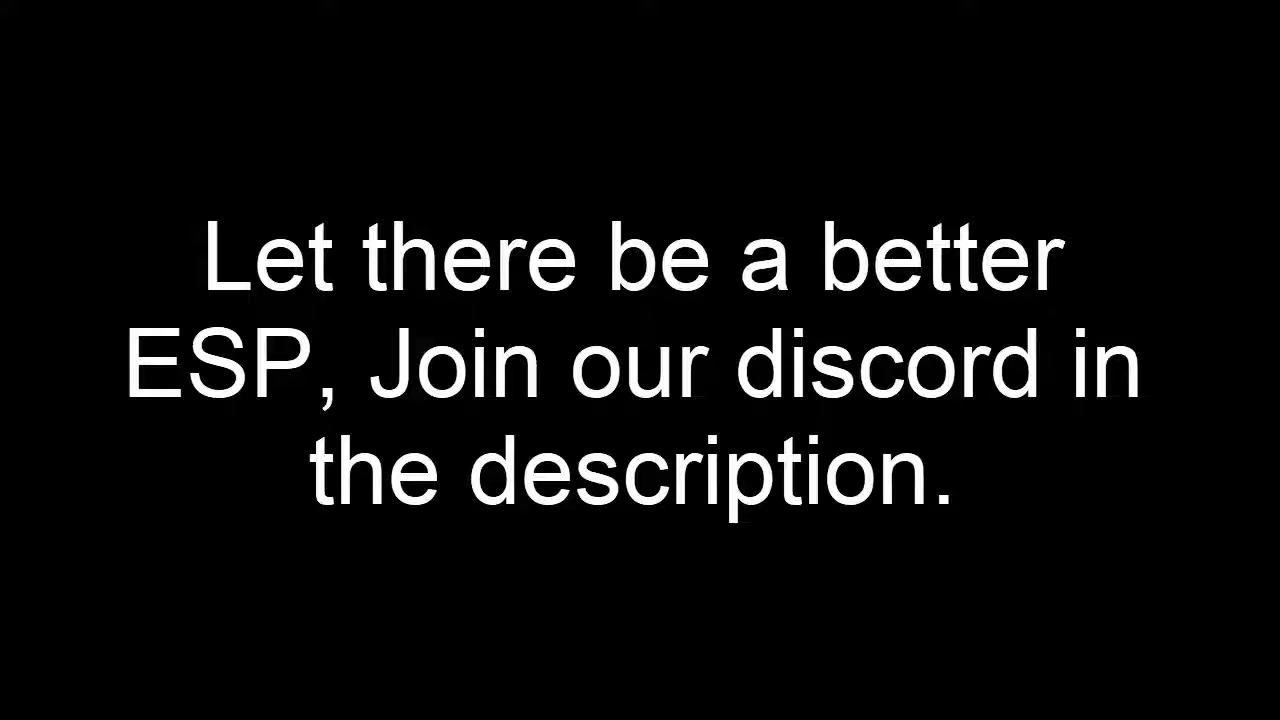 Let there be a better
ESP, Join our discord in
the description.